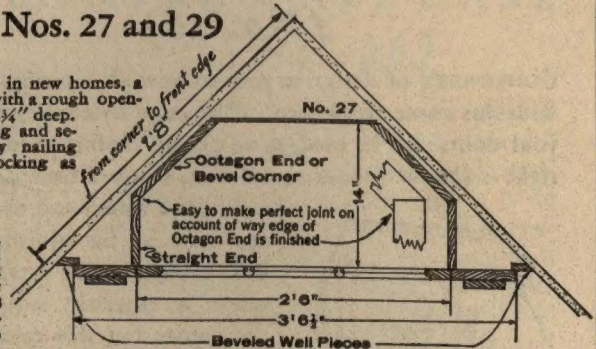 Nos. 27 and 29
in new homes, a
with a rough open-
¾" deep.
g and se-
y nailing
ocking as
from corner to front edge
2'8"
No. 27
Octagon End or
Bevel Corner
14"
Easy to make perfect joint on
account of way edge of
Octagon End is finished
Straight End
2'6"
3'6½"
Beveled Wall Pieces